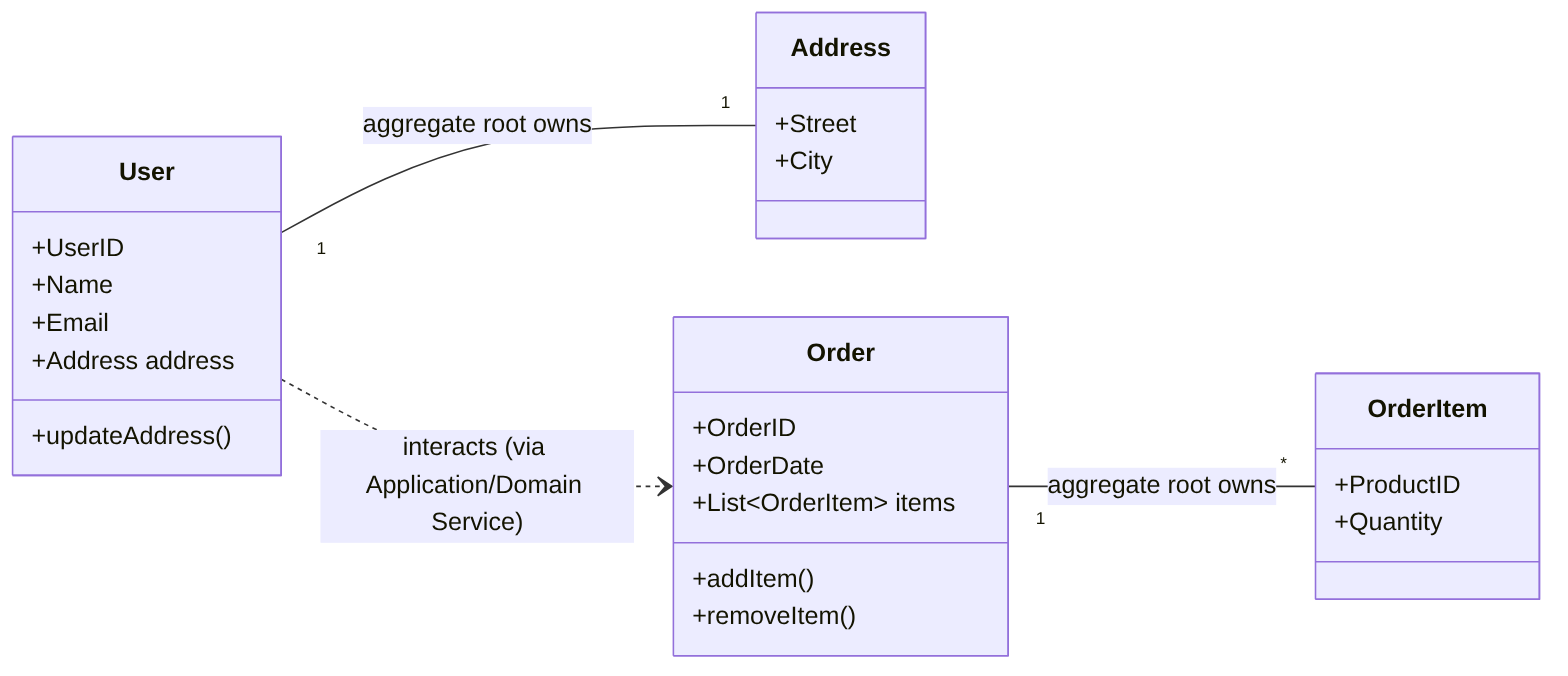 User
+UserID
+Name
+Email
+Address address
+updateAddress()
1
aggregate root owns
1
Address
+Street
+City
interacts (via
Application/Domain
Service)
Order
+OrderID
+OrderDate
+List<OrderItem> items
+addItem()
+removeItem()
1
aggregate root owns
*
OrderItem
+ProductID
+Quantity